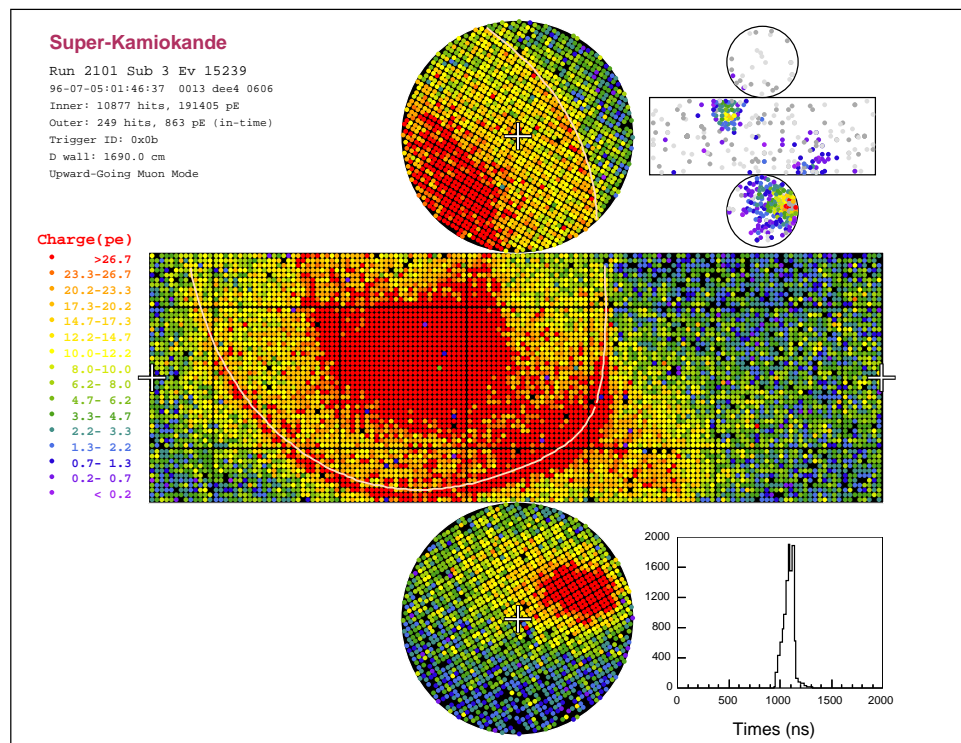 Super-Kamiokande
Run 2101 Sub 3 Ev 15239
96-07-05:01:46:37 0013 dee4 0606
Inner: 10877 hits, 191405 pE
Outer: 249 hits, 863 pE (in-time)
Trigger ID: 0x0b
D wall: 1690.0 cm
Upward-Going Muon Mode
Charge(pe)
>26.7
23.3-26.7
20.2-23.3
17.3-20.2
14.7-17.3
12.2-14.7
10.0-12.2
8.0-10.0
6.2- 8.0
4.7- 6.2
3.3- 4.7
2.2- 3.3
1.3- 2.2
0.7- 1.3
0.2- 0.7
< 0.2
2000
1600
1200
800
400
0
0 500 1000 1500 2000
Times (ns)